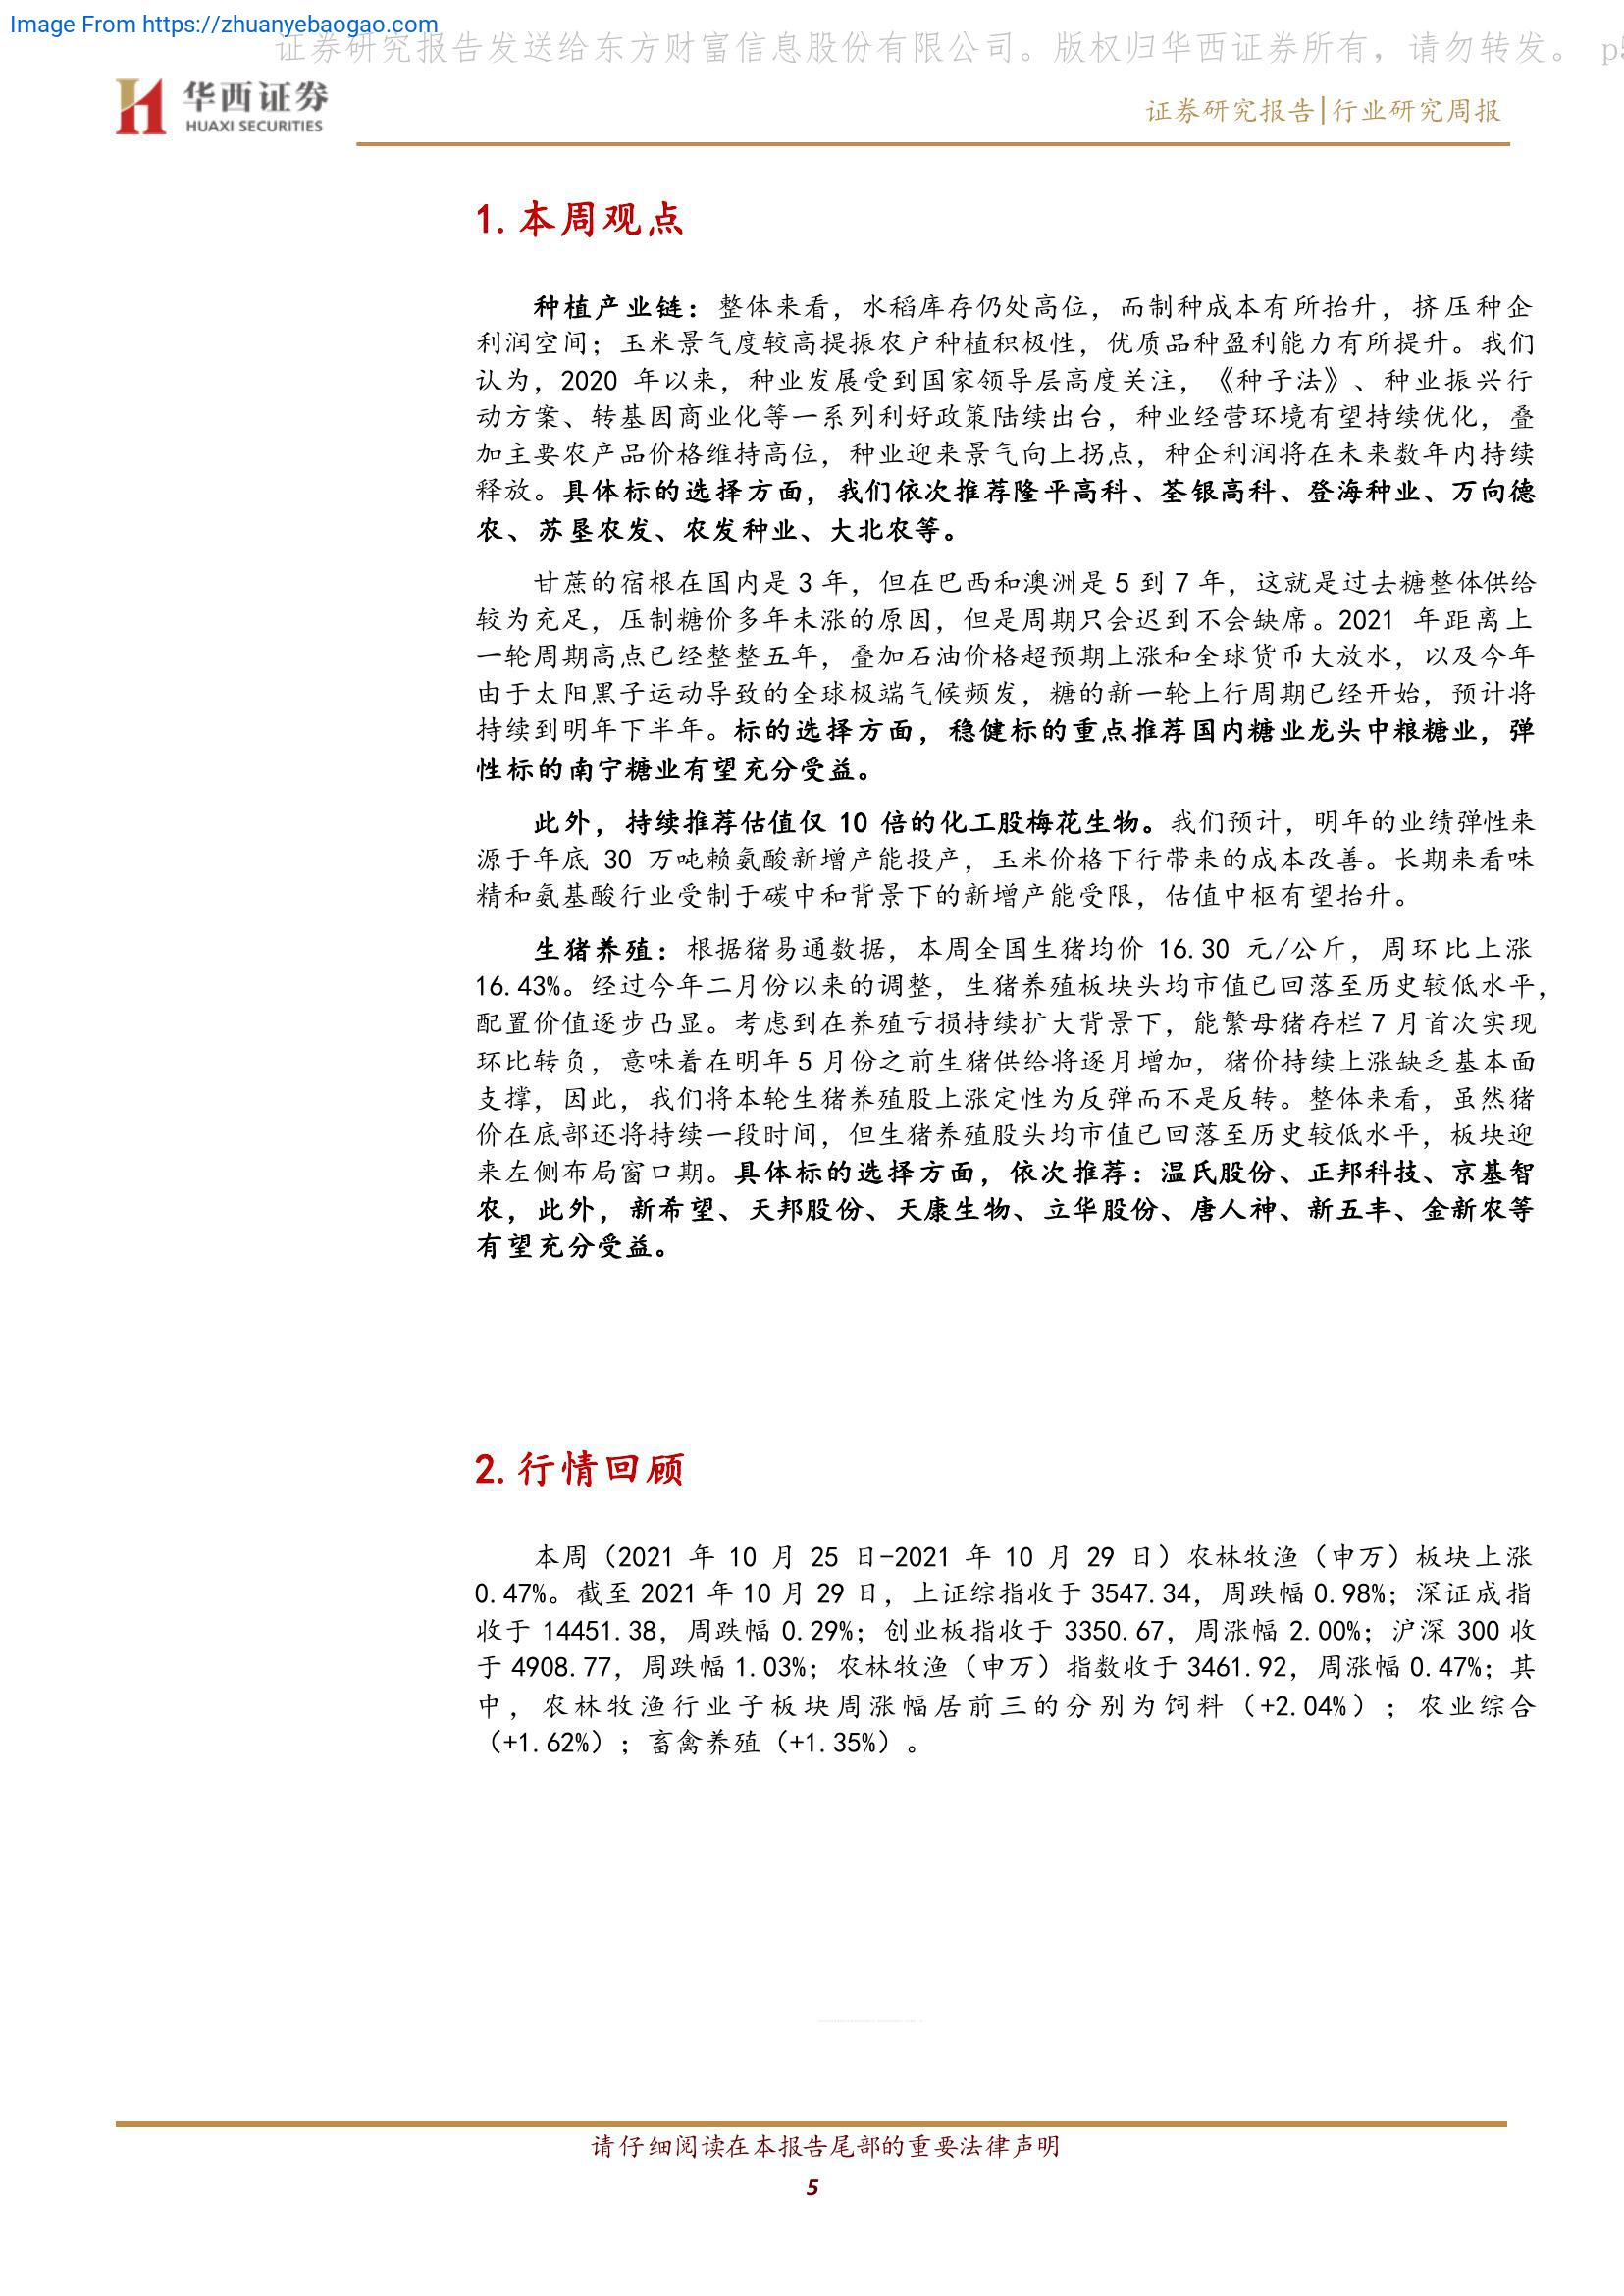 Image From https://zhuanyebaogao.com
证券研究报告发送给东方财富信息股份有限公司。版权归华西证券所有，请勿转发。 p5
华西证券
HUAXI SECURITIES
证券研究报告|行业研究周报
1.本周观点
种植产业链：整体来看，水稻库存仍处高位，而制种成本有所抬升，挤压种企
利润空间；玉米景气度较高提振农户种植积极性，优质品种盈利能力有所提升。我们
认为，2020 年以来，种业发展受到国家领导层高度关注，《种子法》、种业振兴行
动方案、转基因商业化等一系列利好政策陆续出台，种业经营环境有望持续优化，叠
加主要农产品价格维持高位，种业迎来景气向上拐点，种企利润将在未来数年内持续
释放。具体标的选择方面，我们依次推荐隆平高科、荃银高科、登海种业、万向德
农、苏垦农发、农发种业、大北农等。
甘蔗的宿根在国内是 3 年，但在巴西和澳洲是 5 到 7 年，这就是过去糖整体供给
较为充足，压制糖价多年未涨的原因，但是周期只会迟到不会缺席。2021 年距离上
一轮周期高点已经整整五年，叠加石油价格超预期上涨和全球货币大放水，以及今年
由于太阳黑子运动导致的全球极端气候频发，糖的新一轮上行周期已经开始，预计将
持续到明年下半年。标的选择方面，稳健标的重点推荐国内糖业龙头中粮糖业，弹
性标的南宁糖业有望充分受益。
此外，持续推荐估值仅 10 倍的化工股梅花生物。我们预计，明年的业绩弹性来
源于年底 30 万吨赖氨酸新增产能投产，玉米价格下行带来的成本改善。长期来看味
精和氨基酸行业受制于碳中和背景下的新增产能受限，估值中枢有望抬升。
生猪养殖：根据猪易通数据，本周全国生猪均价 16.30 元/公斤，周环比上涨
16.43%。经过今年二月份以来的调整，生猪养殖板块头均市值已回落至历史较低水平，
配置价值逐步凸显。考虑到在养殖亏损持续扩大背景下，能繁母猪存栏 7 月首次实现
环比转负，意味着在明年 5 月份之前生猪供给将逐月增加，猪价持续上涨缺乏基本面
支撑，因此，我们将本轮生猪养殖股上涨定性为反弹而不是反转。整体来看，虽然猪
价在底部还将持续一段时间，但生猪养殖股头均市值已回落至历史较低水平，板块迎
来左侧布局窗口期。具体标的选择方面，依次推荐：温氏股份、正邦科技、京基智
农，此外，新希望、天邦股份、天康生物、立华股份、唐人神、新五丰、金新农等
有望充分受益。
2.行情回顾
本周（2021 年 10 月 25 日-2021 年 10 月 29 日）农林牧渔（申万）板块上涨
0.47%。截至 2021 年 10 月 29 日，上证综指收于 3547.34，周跌幅 0.98%；深证成指
收于 14451.38，周跌幅 0.29%；创业板指收于 3350.67，周涨幅 2.00%；沪深 300 收
于 4908.77，周跌幅 1.03%；农林牧渔（申万）指数收于 3461.92，周涨幅 0.47%；其
中，农林牧渔行业子板块周涨幅居前三的分别为饲料（+2.04%）；农业综合
（+1.62%）；畜禽养殖（+1.35%）。
请仔细阅读在本报告尾部的重要法律声明
5